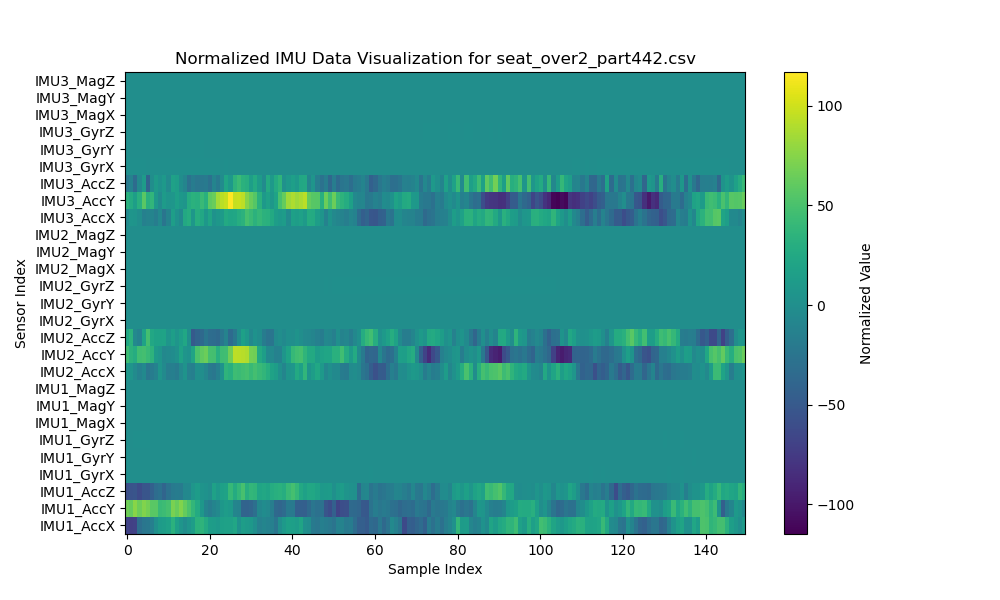 Normalized IMU Data Visualization for seat_over2_part442.csv
IMU3_MagZ
IMU3_MagY
IMU3_MagX
IMU3_GyrZ
IMU3_GyrY
IMU3_GyrX
IMU3_AccZ
IMU3_AccY
IMU3_AccX
IMU2_MagZ
IMU2_MagY
IMU2_MagX
IMU2_GyrZ
IMU2_GyrY
IMU2_GyrX
IMU2_AccZ
IMU2_AccY
IMU2_AccX
IMU1_MagZ
IMU1_MagY
IMU1_MagX
IMU1_GyrZ
IMU1_GyrY
IMU1_GyrX
IMU1_AccZ
IMU1_AccY
IMU1_AccX
Sensor Index
0 20 40 60 80 100 120 140
Sample Index
100
50
0
−50
−100
Normalized Value